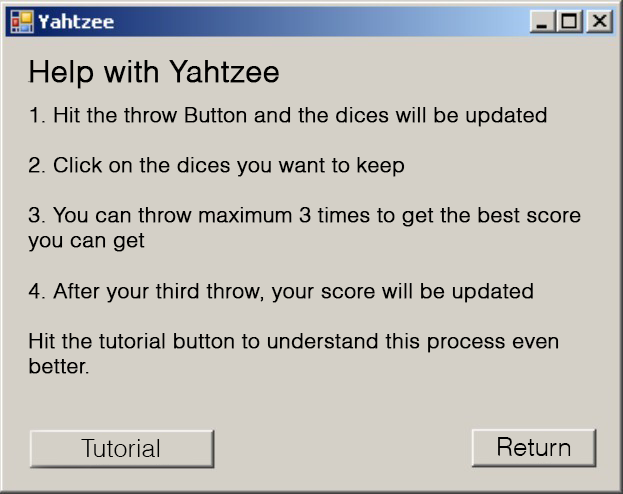 Yahtzee
Help with Yahtzee
1. Hit the throw Button and the dices will be updated
2. Click on the dices you want to keep
3. You can throw maximum 3 times to get the best score
you can get
4. After your third throw, your score will be updated
Hit the tutorial button to understand this process even
better.
Tutorial
Return